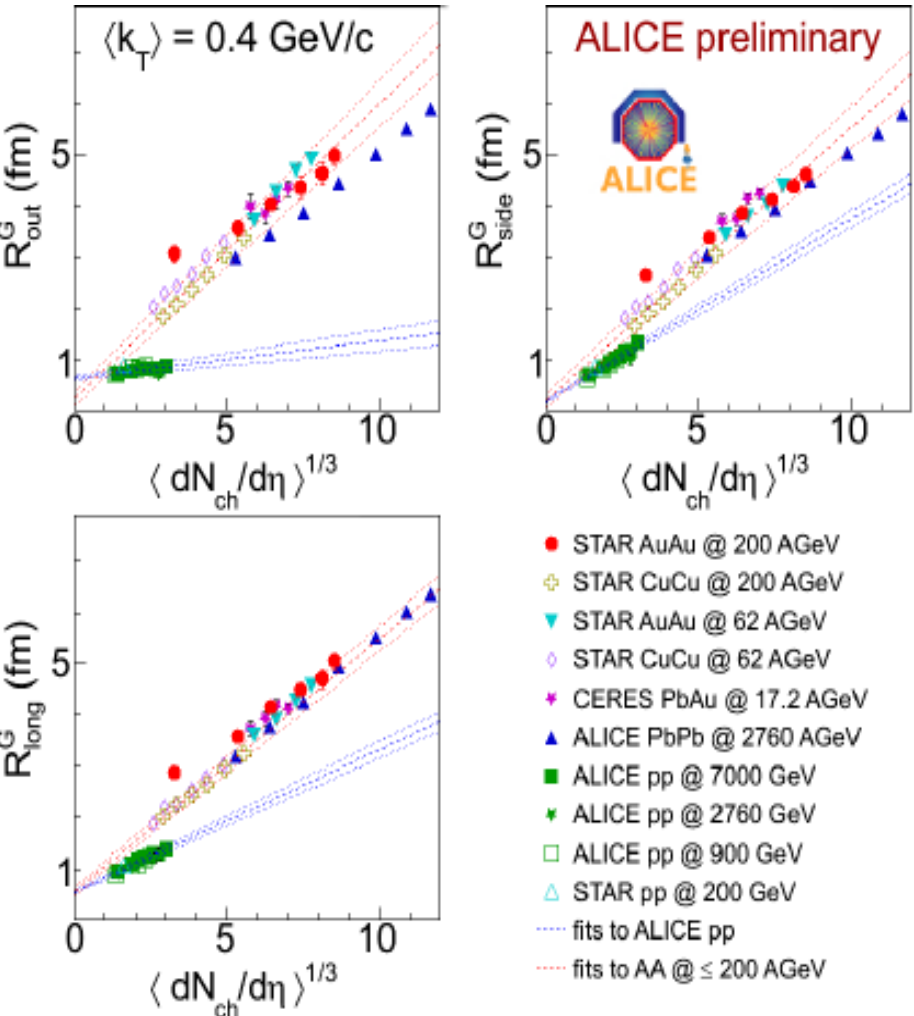 ⟨k_T⟩ = 0.4 GeV/c
R^G_out (fm)
5
1
0 5 10
⟨ dN_ch/dη ⟩^1/3
ALICE preliminary
ALICE
R^G_side (fm)
5
1
0 5 10
⟨ dN_ch/dη ⟩^1/3
R^G_long (fm)
5
1
0 5 10
⟨ dN_ch/dη ⟩^1/3
STAR AuAu @ 200 AGeV
STAR CuCu @ 200 AGeV
STAR AuAu @ 62 AGeV
STAR CuCu @ 62 AGeV
CERES PbAu @ 17.2 AGeV
ALICE PbPb @ 2760 AGeV
ALICE pp @ 7000 GeV
ALICE pp @ 2760 GeV
ALICE pp @ 900 GeV
STAR pp @ 200 GeV
fits to ALICE pp
fits to AA @ ≤ 200 AGeV